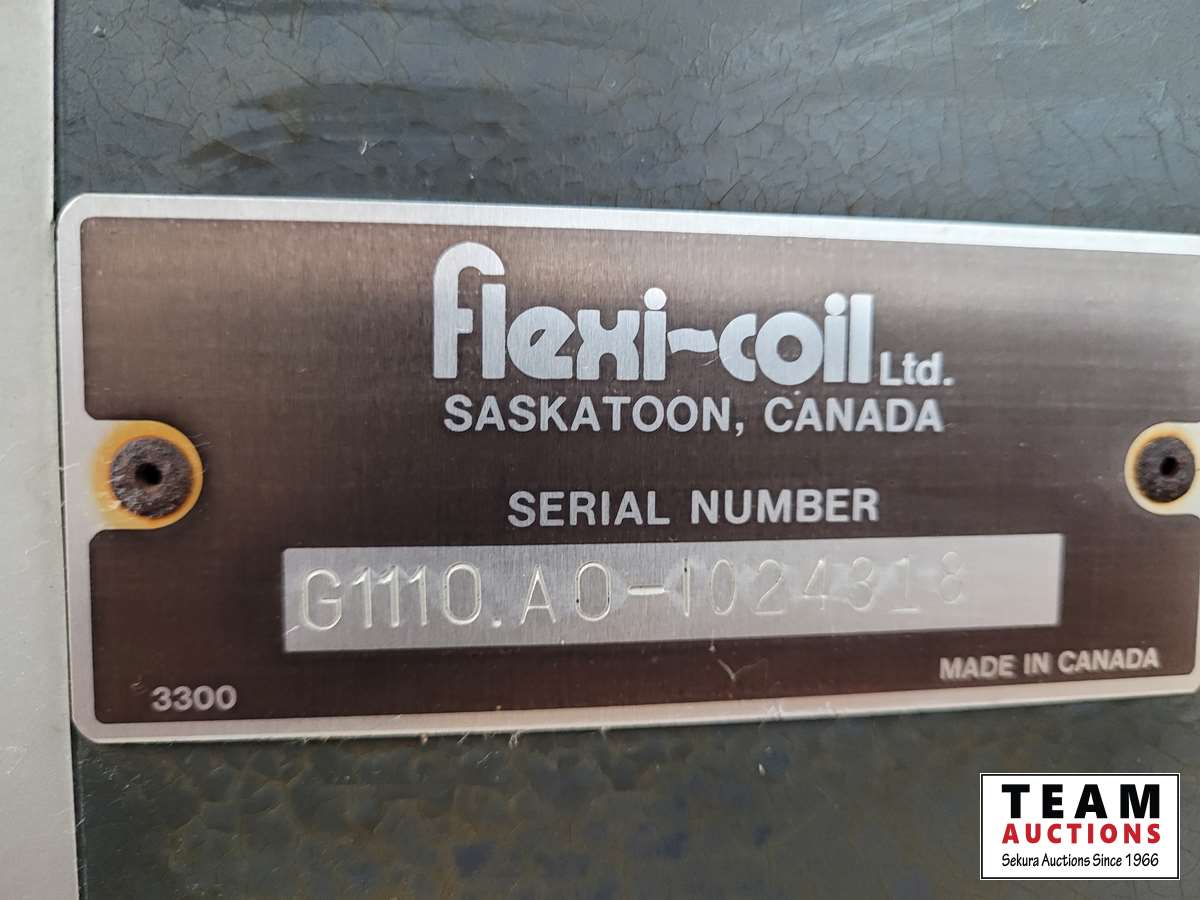 flexi-coil Ltd.
SASKATOON, CANADA
SERIAL NUMBER
G1110.A0-1024318
3300
MADE IN CANADA
TEAM
AUCTIONS
Sekura Auctions Since 1966